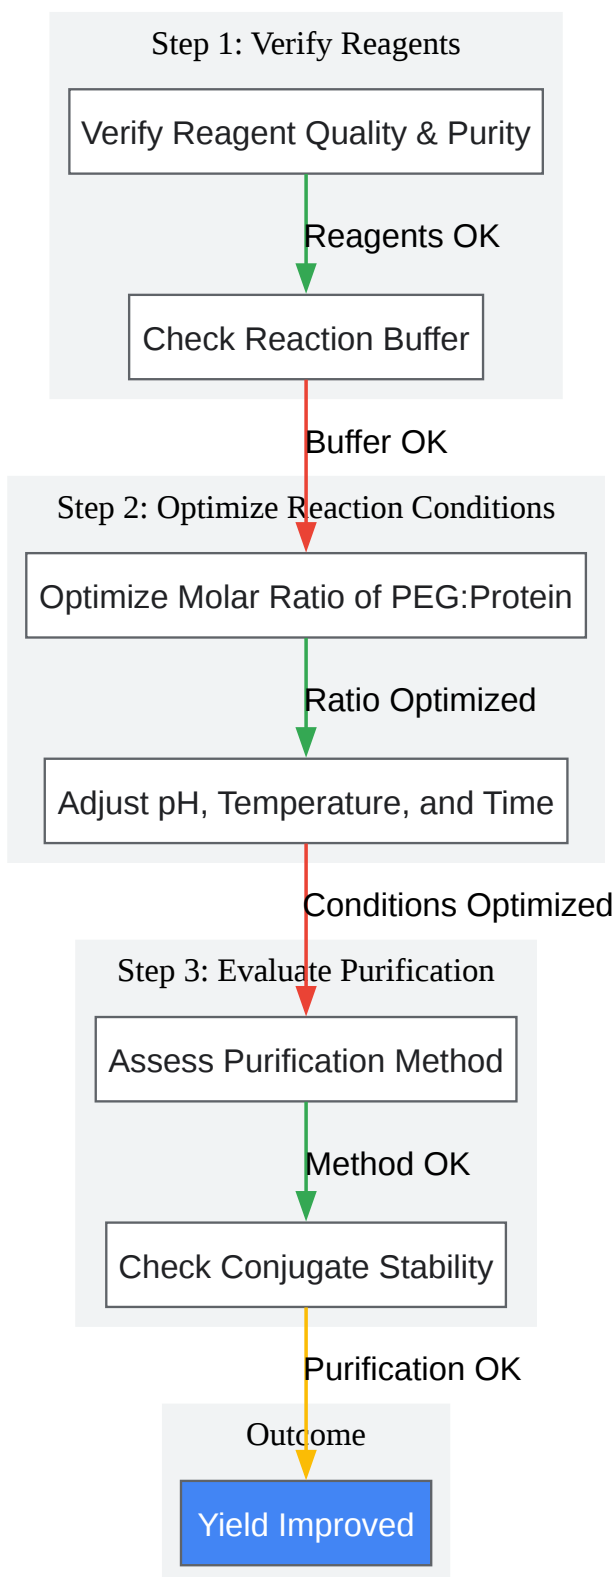 Step 1: Verify Reagents
Verify Reagent Quality & Purity
Reagents OK
Check Reaction Buffer
Buffer OK
Step 2: Optimize Reaction Conditions
Optimize Molar Ratio of PEG:Protein
Ratio Optimized
Adjust pH, Temperature, and Time
Conditions Optimized
Step 3: Evaluate Purification
Assess Purification Method
Method OK
Check Conjugate Stability
Purification OK
Outcome
Yield Improved